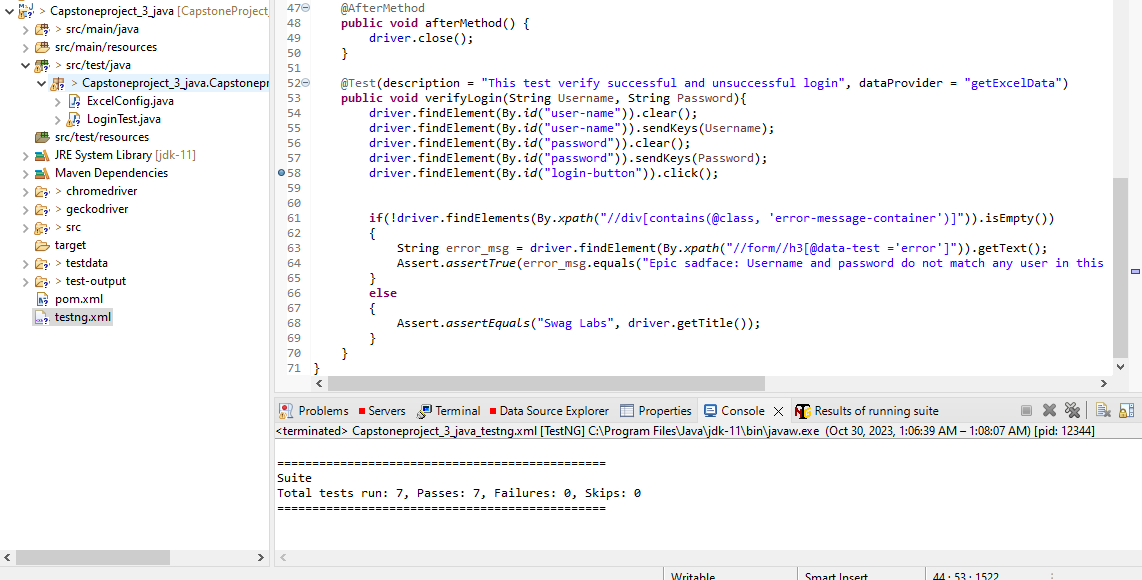 Capstoneproject_3_java [CapstoneProject_
> src/main/java
src/main/resources
> src/test/java
> Capstoneproject_3_java.Capstonepr
ExcelConfig.java
LoginTest.java
src/test/resources
JRE System Library [jdk-11]
Maven Dependencies
> chromedriver
> geckodriver
> src
target
> testdata
> test-output
pom.xml
testng.xml
47 @AfterMethod
48 public void afterMethod() {
49 driver.close();
50 }
51
52 @Test(description = "This test verify successful and unsuccessful login", dataProvider = "getExcelData")
53 public void verifyLogin(String Username, String Password){
54 driver.findElement(By.id("user-name")).clear();
55 driver.findElement(By.id("user-name")).sendKeys(Username);
56 driver.findElement(By.id("password")).clear();
57 driver.findElement(By.id("password")).sendKeys(Password);
58 driver.findElement(By.id("login-button")).click();
59
60
61 if(!driver.findElements(By.xpath("//div[contains(@class, 'error-message-container')]")).isEmpty())
62 {
63 String error_msg = driver.findElement(By.xpath("//form//h3[@data-test ='error']")).getText();
64 Assert.assertTrue(error_msg.equals("Epic sadface: Username and password do not match any user in this
65 }
66 else
67 {
68 Assert.assertEquals("Swag Labs", driver.getTitle());
69 }
70 }
71 }
Problems Servers Terminal Data Source Explorer Properties Console Results of running suite
<terminated> Capstoneproject_3_java_testng.xml [TestNG] C:\Program Files\Java\jdk-11\bin\javaw.exe (Oct 30, 2023, 1:06:39 AM – 1:08:07 AM) [pid: 12344]
===============================================
Suite
Total tests run: 7, Passes: 7, Failures: 0, Skips: 0
===============================================
Writable Smart Insert 44 : 53 : 1522